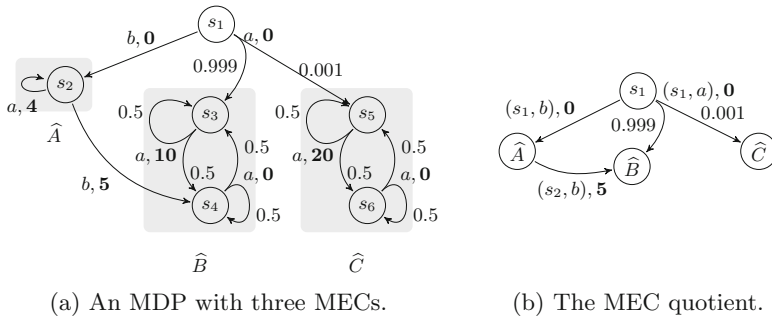 s₁
b, 0
a, 0
0.999
0.001
s₂
a, 4
Â
0.5
s₃
a, 10
0.5
0.5
a, 0
s₄
0.5
b, 5
B̂
0.5
s₅
a, 20
0.5
0.5
a, 0
s₆
0.5
Ĉ
(a) An MDP with three MECs.
s₁
(s₁, b), 0
(s₁, a), 0
0.999
0.001
Â
B̂
Ĉ
(s₂, b), 5
(b) The MEC quotient.